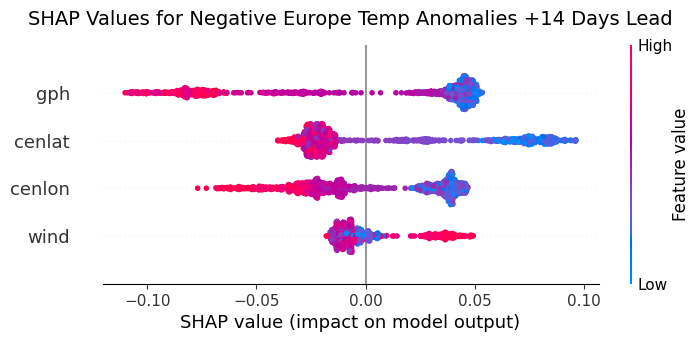 SHAP Values for Negative Europe Temp Anomalies +14 Days Lead
High
gph
cenlat
cenlon
wind
Feature value
Low
−0.10 −0.05 0.00 0.05 0.10
SHAP value (impact on model output)